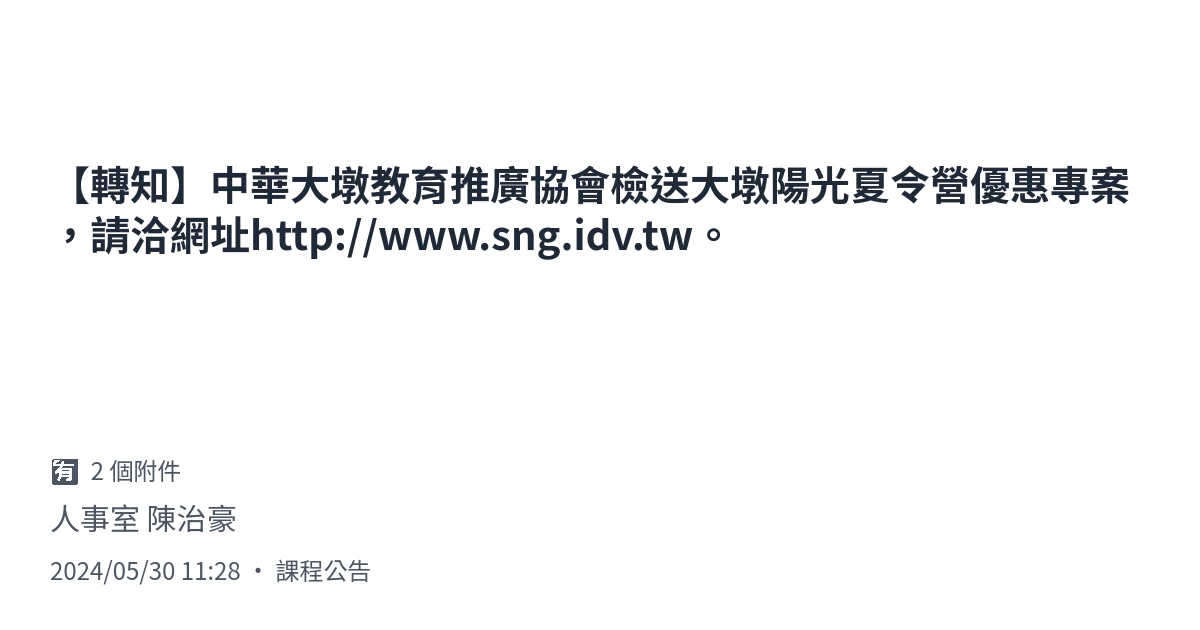 【轉知】中華大墩教育推廣協會檢送大墩陽光夏令營優惠專案
，請洽網址http://www.sng.idv.tw。
有 2 個附件
人事室 陳治豪
2024/05/30 11:28 · 課程公告